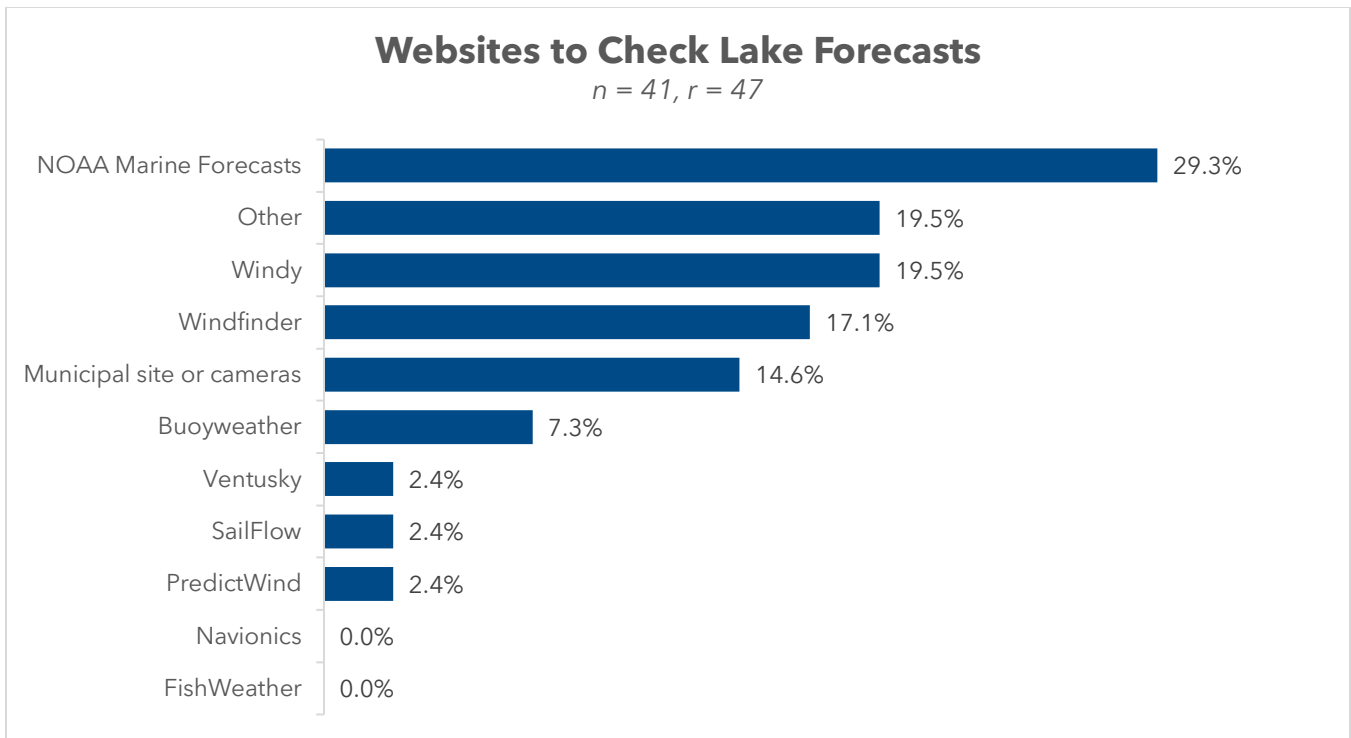 Websites to Check Lake Forecasts
n = 41, r = 47
NOAA Marine Forecasts 29.3%
Other 19.5%
Windy 19.5%
Windfinder 17.1%
Municipal site or cameras 14.6%
Buoyweather 7.3%
Ventusky 2.4%
SailFlow 2.4%
PredictWind 2.4%
Navionics 0.0%
FishWeather 0.0%